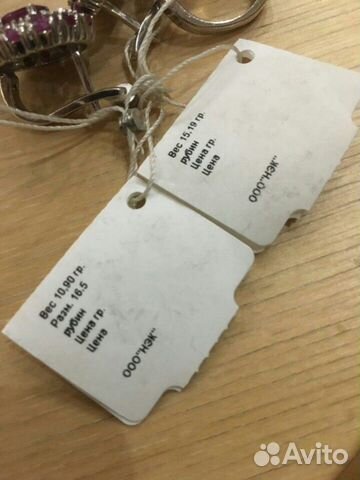 Вес 15.19 гр.
рубин
Цена гр.
Цена
ООО"НЭК"
Вес 10,90 гр.
Разм. 16.5
рубин
Цена гр.
Цена
ООО"НЭК"
Avito